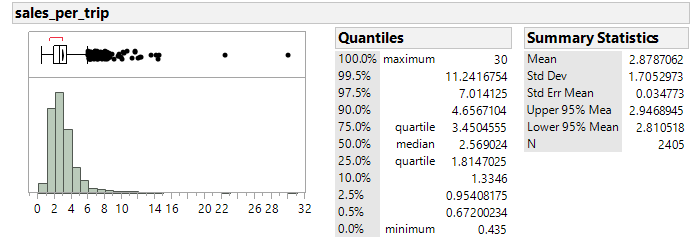 sales_per_trip
0 2 4 6 8 10 14 16 20 22 26 28 32
Quantiles
100.0% maximum 30
99.5% 11.2416754
97.5% 7.014125
90.0% 4.6567104
75.0% quartile 3.4504555
50.0% median 2.569024
25.0% quartile 1.8147025
10.0% 1.3346
2.5% 0.95408175
0.5% 0.67200234
0.0% minimum 0.435
Summary Statistics
Mean 2.8787062
Std Dev 1.7052973
Std Err Mean 0.034773
Upper 95% Mea 2.9468945
Lower 95% Mean 2.810518
N 2405